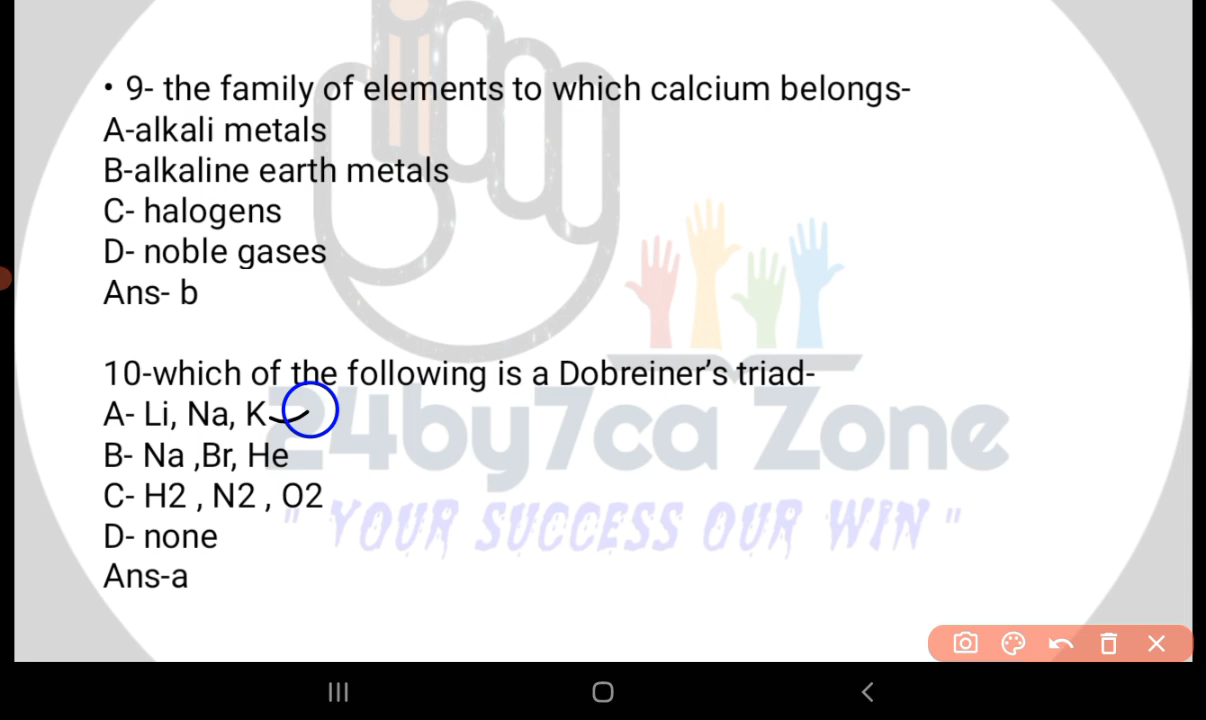 • 9- the family of elements to which calcium belongs-
A-alkali metals
B-alkaline earth metals
C- halogens
D- noble gases
Ans- b
10-which of the following is a Dobreiner’s triad-
A- Li, Na, K
B- Na ,Br, He
C- H2 , N2 , O2
D- none
Ans-a
24by7ca Zone
" YOUR SUCCESS OUR WIN "